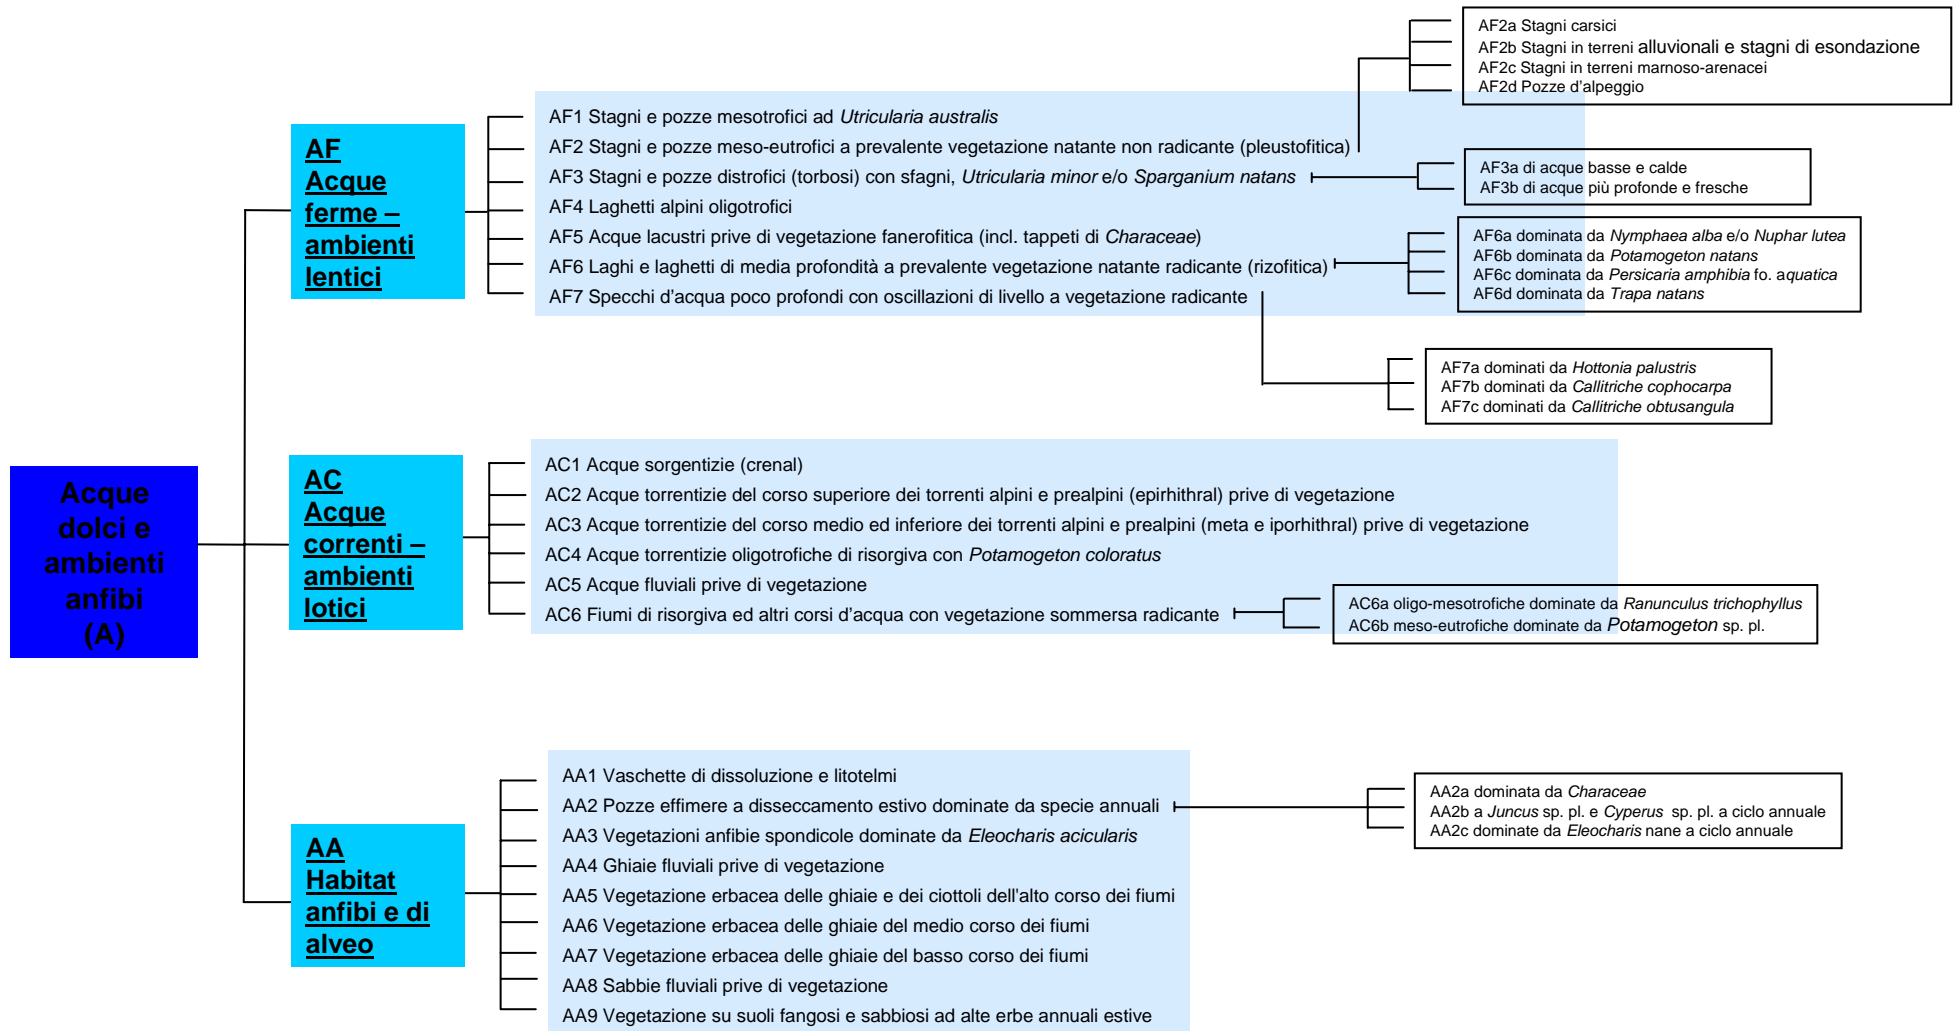 Acque
dolci e
ambienti
anfibi
(A)
AF
Acque
ferme –
ambienti
lentici
AF1 Stagni e pozze mesotrofici ad Utricularia australis
AF2 Stagni e pozze meso-eutrofici a prevalente vegetazione natante non radicante (pleustofitica)
AF3 Stagni e pozze distrofici (torbosi) con sfagni, Utricularia minor e/o Sparganium natans
AF4 Laghetti alpini oligotrofici
AF5 Acque lacustri prive di vegetazione fanerofitica (incl. tappeti di Characeae)
AF6 Laghi e laghetti di media profondità a prevalente vegetazione natante radicante (rizofitica)
AF7 Specchi d'acqua poco profondi con oscillazioni di livello a vegetazione radicante
AF2a Stagni carsici
AF2b Stagni in terreni alluvionali e stagni di esondazione
AF2c Stagni in terreni marnoso-arenacei
AF2d Pozze d'alpeggio
AF3a di acque basse e calde
AF3b di acque più profonde e fresche
AF6a dominata da Nymphaea alba e/o Nuphar lutea
AF6b dominata da Potamogeton natans
AF6c dominata da Persicaria amphibia fo. aquatica
AF6d dominata da Trapa natans
AF7a dominati da Hottonia palustris
AF7b dominati da Callitriche cophocarpa
AF7c dominati da Callitriche obtusangula
AC
Acque
correnti –
ambienti
lotici
AC1 Acque sorgentizie (crenal)
AC2 Acque torrentizie del corso superiore dei torrenti alpini e prealpini (epirhithral) prive di vegetazione
AC3 Acque torrentizie del corso medio ed inferiore dei torrenti alpini e prealpini (meta e iporhithral) prive di vegetazione
AC4 Acque torrentizie oligotrofiche di risorgiva con Potamogeton coloratus
AC5 Acque fluviali prive di vegetazione
AC6 Fiumi di risorgiva ed altri corsi d'acqua con vegetazione sommersa radicante
AC6a oligo-mesotrofiche dominate da Ranunculus trichophyllus
AC6b meso-eutrofiche dominate da Potamogeton sp. pl.
AA
Habitat
anfibi e di
alveo
AA1 Vaschette di dissoluzione e litotelmi
AA2 Pozze effimere a disseccamento estivo dominate da specie annuali
AA3 Vegetazioni anfibie spondicole dominate da Eleocharis acicularis
AA4 Ghiaie fluviali prive di vegetazione
AA5 Vegetazione erbacea delle ghiaie e dei ciottoli dell'alto corso dei fiumi
AA6 Vegetazione erbacea delle ghiaie del medio corso dei fiumi
AA7 Vegetazione erbacea delle ghiaie del basso corso dei fiumi
AA8 Sabbie fluviali prive di vegetazione
AA9 Vegetazione su suoli fangosi e sabbiosi ad alte erbe annuali estive
AA2a dominata da Characeae
AA2b a Juncus sp. pl. e Cyperus sp. pl. a ciclo annuale
AA2c dominate da Eleocharis nane a ciclo annuale